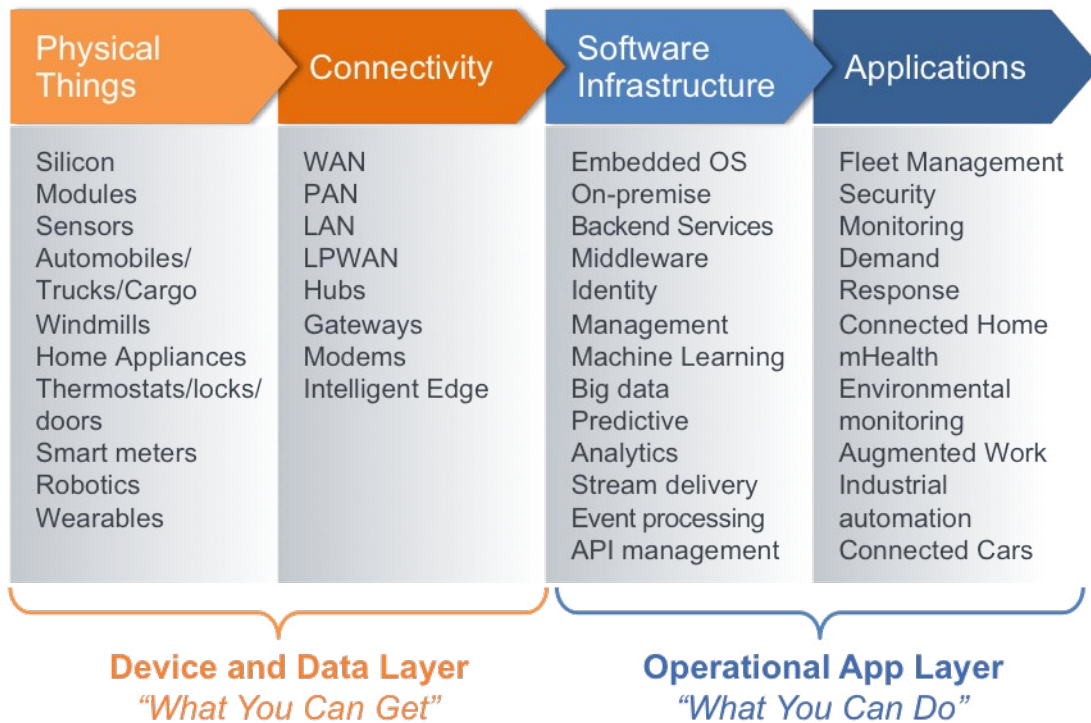 Physical
Things
Connectivity
Software
Infrastructure
Applications
Silicon
Modules
Sensors
Automobiles/
Trucks/Cargo
Windmills
Home Appliances
Thermostats/locks/
doors
Smart meters
Robotics
Wearables
WAN
PAN
LAN
LPWAN
Hubs
Gateways
Modems
Intelligent Edge
Embedded OS
On-premise
Backend Services
Middleware
Identity
Management
Machine Learning
Big data
Predictive
Analytics
Stream delivery
Event processing
API management
Fleet Management
Security
Monitoring
Demand
Response
Connected Home
mHealth
Environmental
monitoring
Augmented Work
Industrial
automation
Connected Cars
Device and Data Layer
“What You Can Get”
Operational App Layer
“What You Can Do”